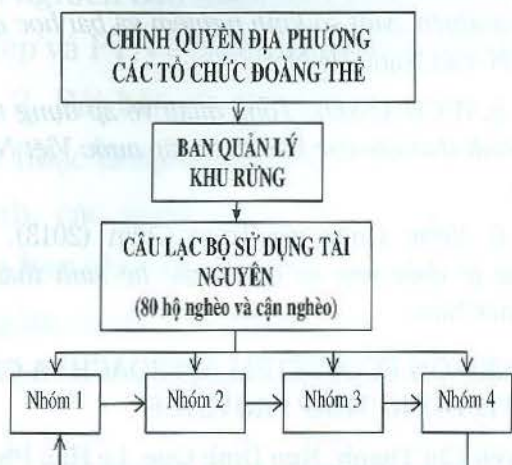 CHÍNH QUYỀN ĐỊA PHƯƠNG
CÁC TỔ CHỨC ĐOÀNG THỂ
BAN QUẢN LÝ
KHU RỪNG
CÂU LẠC BỘ SỬ DỤNG TÀI
NGUYÊN
(80 hộ nghèo và cận nghèo)
Nhóm 1
Nhóm 2
Nhóm 3
Nhóm 4